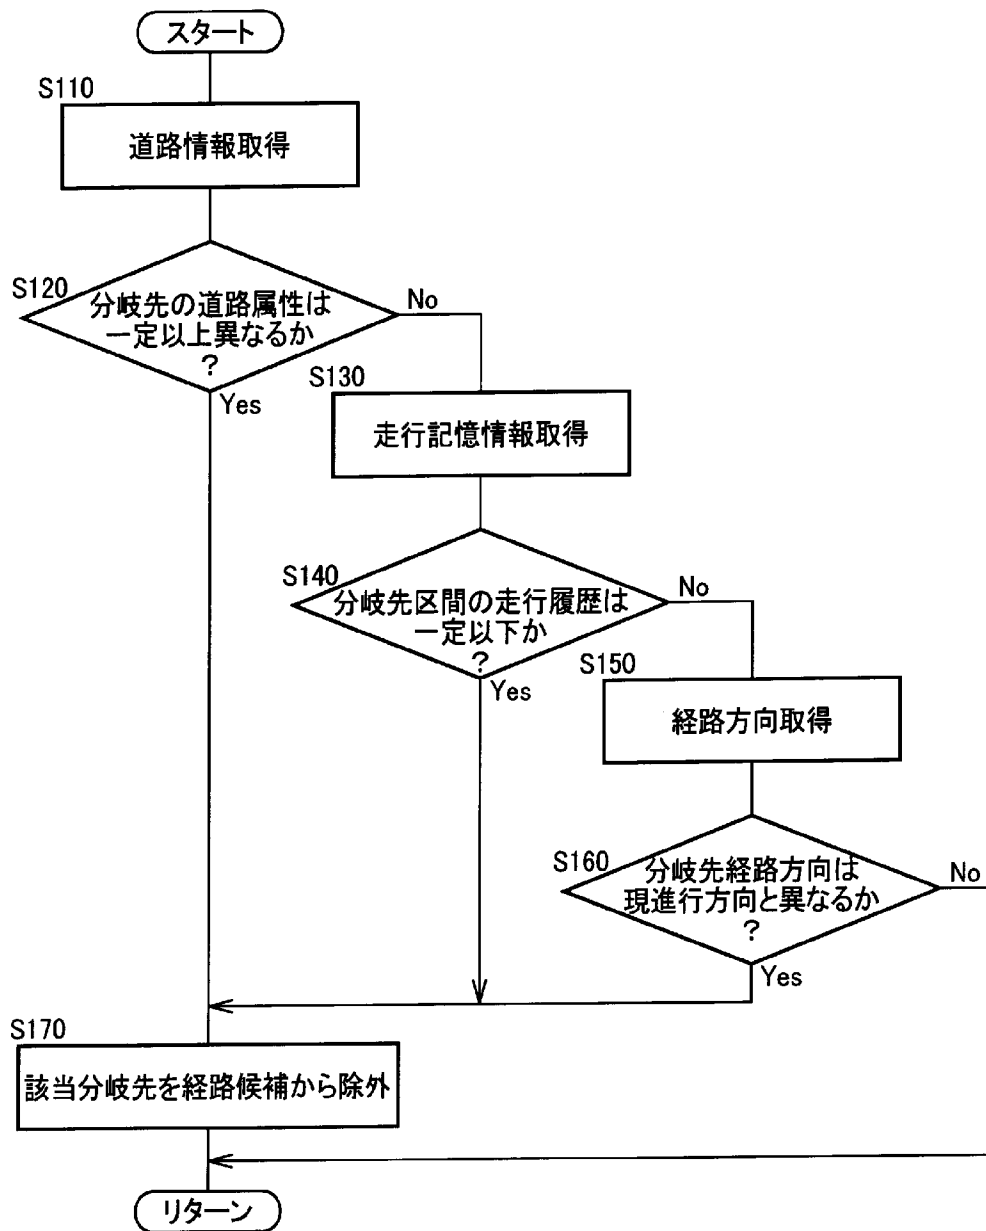 スタート
S110
道路情報取得
S120
分岐先の道路属性は
一定以上異なるか
?
No
Yes
S130
走行記憶情報取得
S140
分岐先区間の走行履歴は
一定以下か
?
No
Yes
S150
経路方向取得
S160
分岐先経路方向は
現進行方向と異なるか
?
No
Yes
S170
該当分岐先を経路候補から除外
リターン